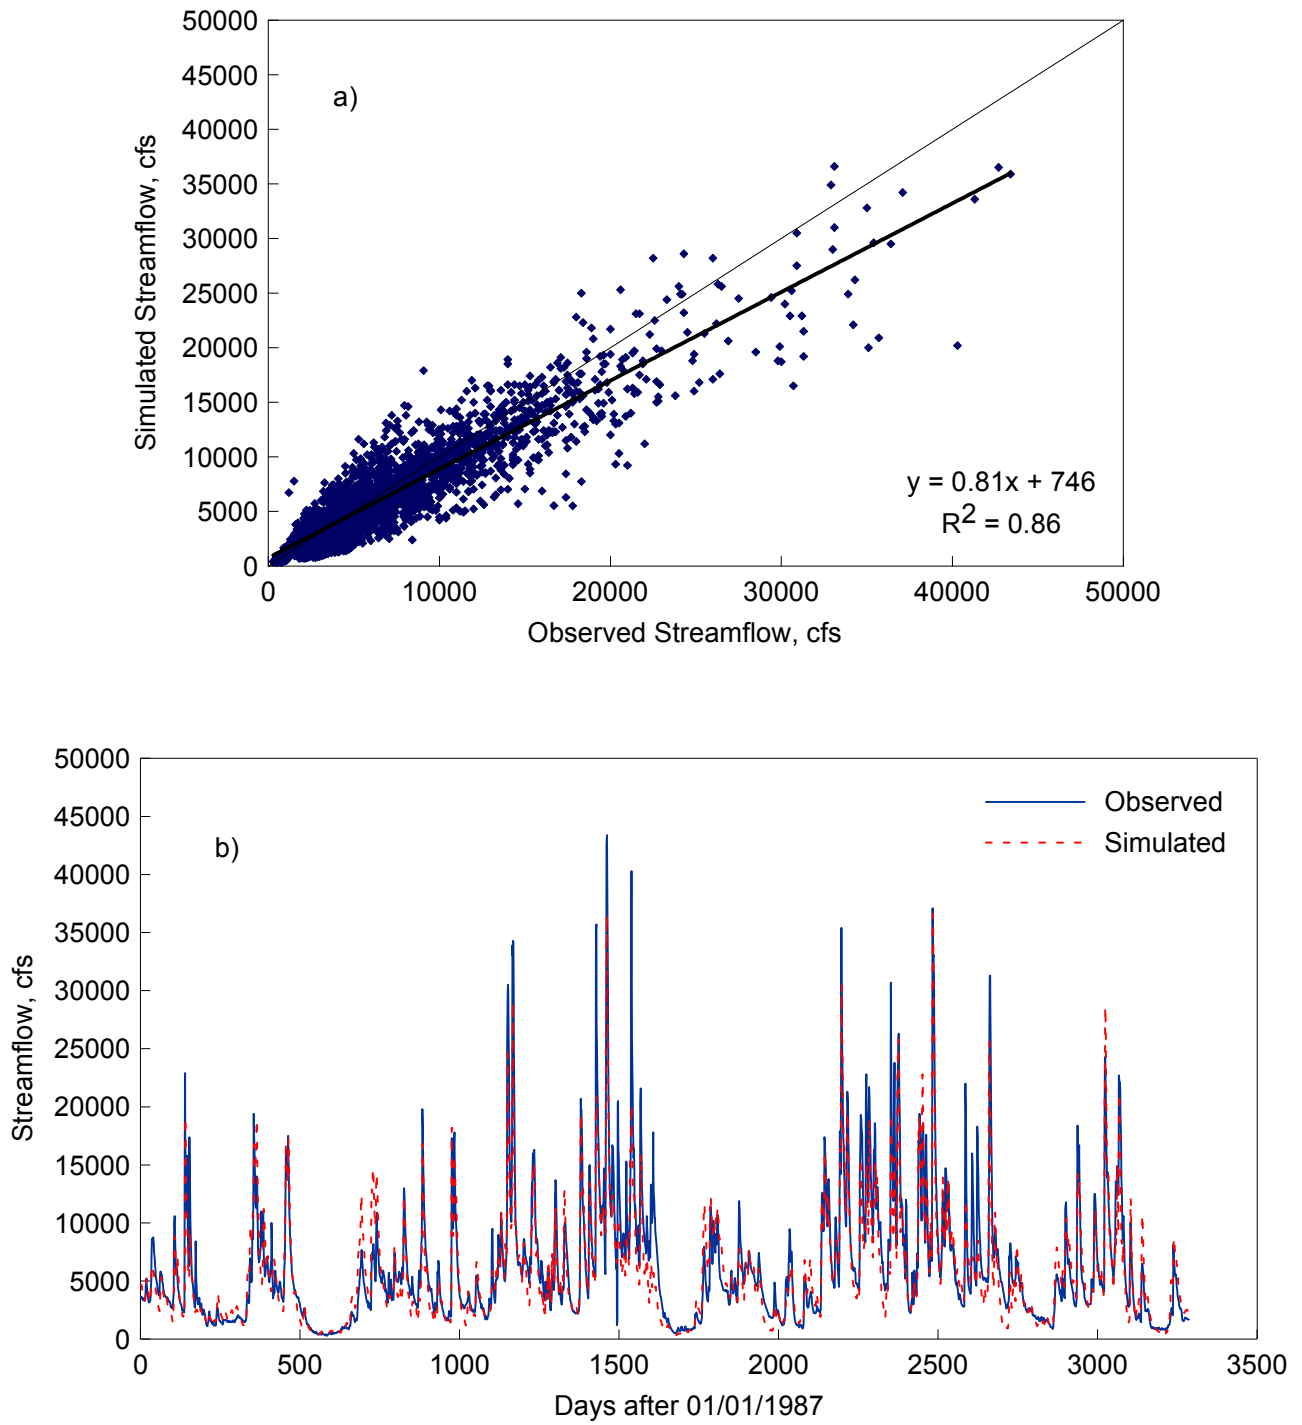 50000
45000
a)
40000
35000
30000
25000
20000
15000
10000
5000
0
Simulated Streamflow, cfs
y = 0.81x + 746
R2 = 0.86
0 10000 20000 30000 40000 50000
Observed Streamflow, cfs
50000
45000
40000
35000
30000
25000
20000
15000
10000
5000
0
Streamflow, cfs
b)
Observed
Simulated
0 500 1000 1500 2000 2500 3000 3500
Days after 01/01/1987